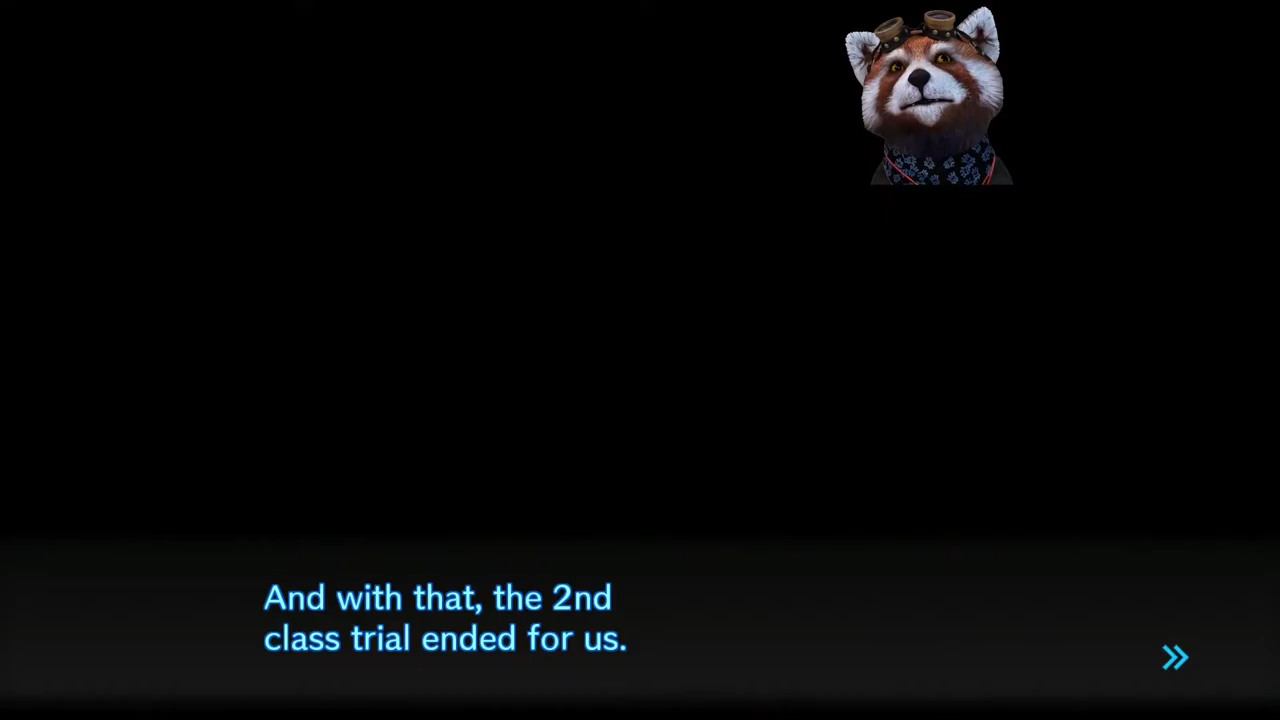 And with that, the 2nd
class trial ended for us.